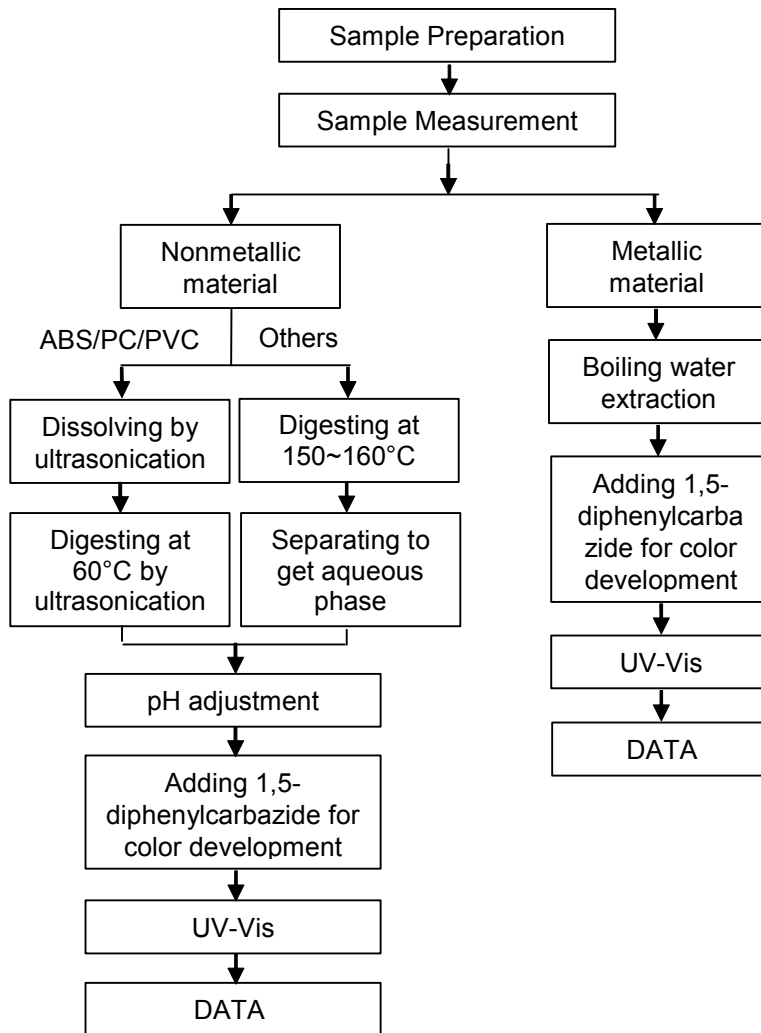 Sample Preparation
Sample Measurement
Nonmetallic
material
ABS/PC/PVC
Others
Dissolving by
ultrasonication
Digesting at
150~160°C
Digesting at
60°C by
ultrasonication
Separating to
get aqueous
phase
pH adjustment
Adding 1,5-
diphenylcarbazide for
color development
UV-Vis
DATA
Metallic
material
Boiling water
extraction
Adding 1,5-
diphenylcarba
zide for color
development
UV-Vis
DATA